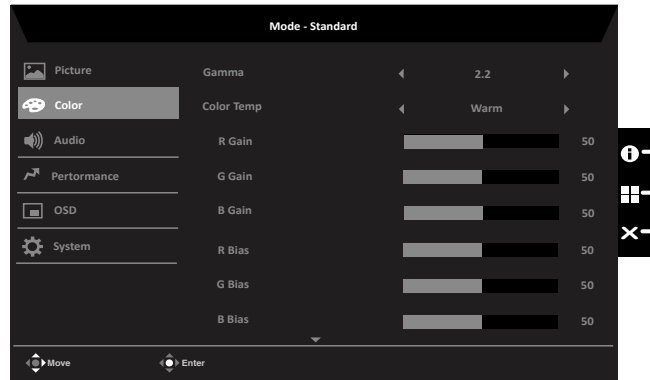 Mode - Standard
Picture
Gamma 2.2
Color
Color Temp Warm
Audio
R Gain 50
Pertormance
G Gain 50
OSD
B Gain 50
System
R Bias 50
G Bias 50
B Bias 50
Move Enter